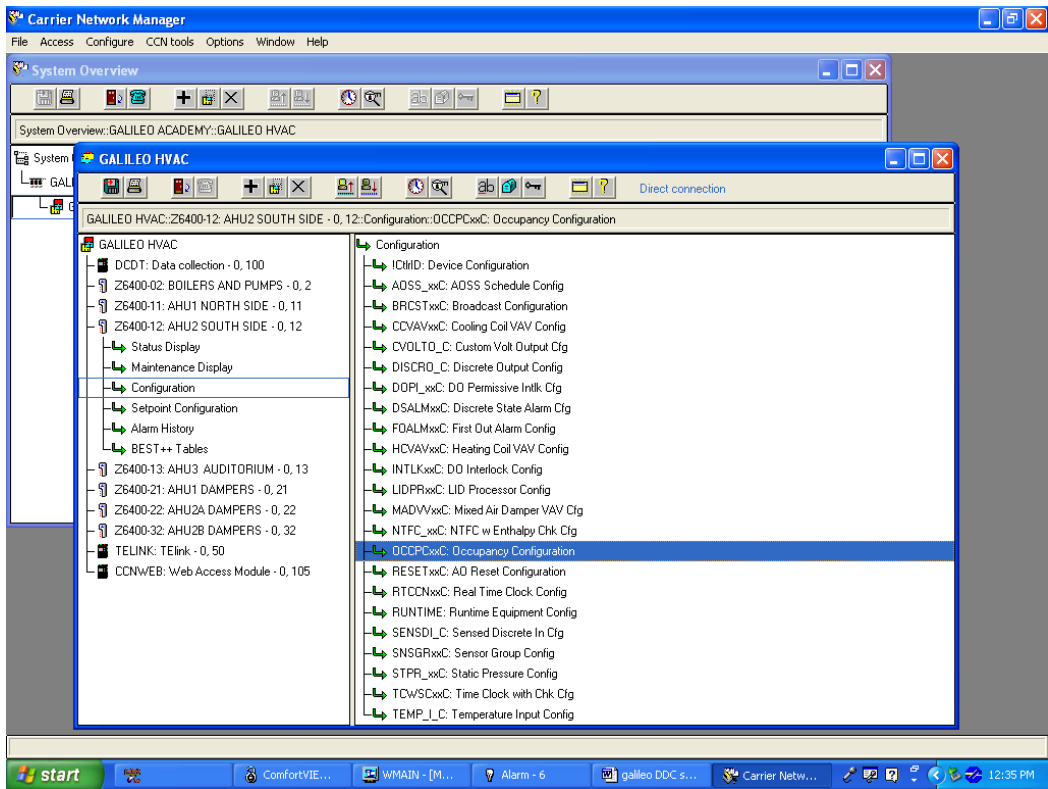 Carrier Network Manager
File Access Configure CCN tools Options Window Help
System Overview
System Overview::GALILEO ACADEMY::GALILEO HVAC
System
GALI
GALILEO HVAC
Direct connection
GALILEO HVAC::Z6400-12: AHU2 SOUTH SIDE - 0, 12::Configuration::OCCPCxxC: Occupancy Configuration
GALILEO HVAC
DCDT: Data collection - 0, 100
Z6400-02: BOILERS AND PUMPS - 0, 2
Z6400-11: AHU1 NORTH SIDE - 0, 11
Z6400-12: AHU2 SOUTH SIDE - 0, 12
Status Display
Maintenance Display
Configuration
Setpoint Configuration
Alarm History
BEST++ Tables
Z6400-13: AHU3 AUDITORIUM - 0, 13
Z6400-21: AHU1 DAMPERS - 0, 21
Z6400-22: AHU2A DAMPERS - 0, 22
Z6400-32: AHU2B DAMPERS - 0, 32
TELINK: TElink - 0, 50
CCNWEB: Web Access Module - 0, 105
Configuration
!CtlrID: Device Configuration
AOSS_xxC: AOSS Schedule Config
BRCSTxxC: Broadcast Configuration
CCVAVxxC: Cooling Coil VAV Config
CVOLTO_C: Custom Volt Output Cfg
DISCRO_C: Discrete Output Config
DOPI_xxC: DO Permissive Intlk Cfg
DSALMxxC: Discrete State Alarm Cfg
FOALMxxC: First Out Alarm Config
HCVAVxxC: Heating Coil VAV Config
INTLKxxC: DO Interlock Config
LIDPRxxC: LID Processor Config
MADVVxxC: Mixed Air Damper VAV Cfg
NTFC_xxC: NTFC w Enthalpy Chk Cfg
OCCPCxxC: Occupancy Configuration
RESETxxC: AO Reset Configuration
RTCCNxxC: Real Time Clock Config
RUNTIME: Runtime Equipment Config
SENSDI_C: Sensed Discrete In Cfg
SNSGRxxC: Sensor Group Config
STPR_xxC: Static Pressure Config
TCWSCxxC: Time Clock with Chk Cfg
TEMP_I_C: Temperature Input Config
start
ComfortVIE...
WMAIN - [M...
Alarm - 6
galileo DDC s...
Carrier Netw...
12:35 PM